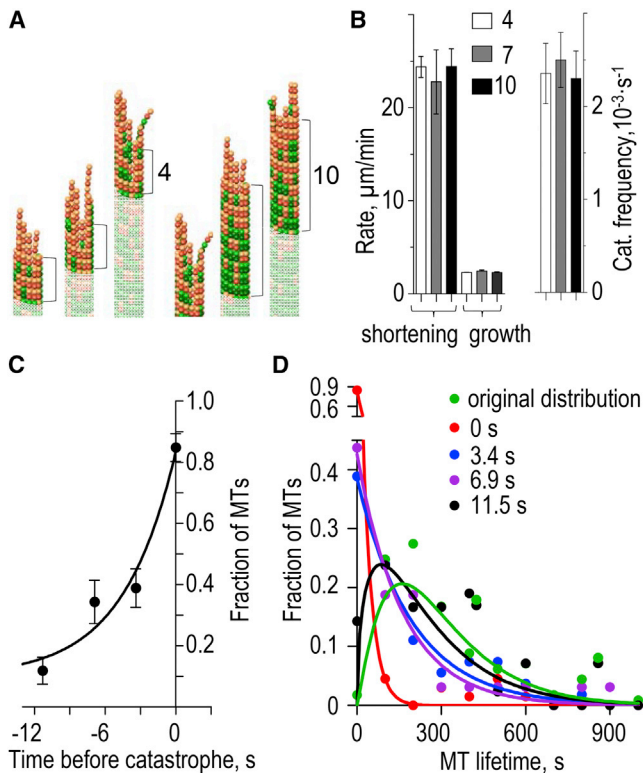 A
4
10
B
4
7
10
20
10
0
Rate, µm/min
2
1
0
Cat. frequency,10⁻³·s⁻¹
shortening growth
C
1.0
0.8
0.6
0.4
0.2
Fraction of MTs
-12 -6 0
Time before catastrophe, s
D
0.9
0.6
0.4
0.3
0.2
0.1
0
Fraction of MTs
original distribution
0 s
3.4 s
6.9 s
11.5 s
0 300 600 900
MT lifetime, s